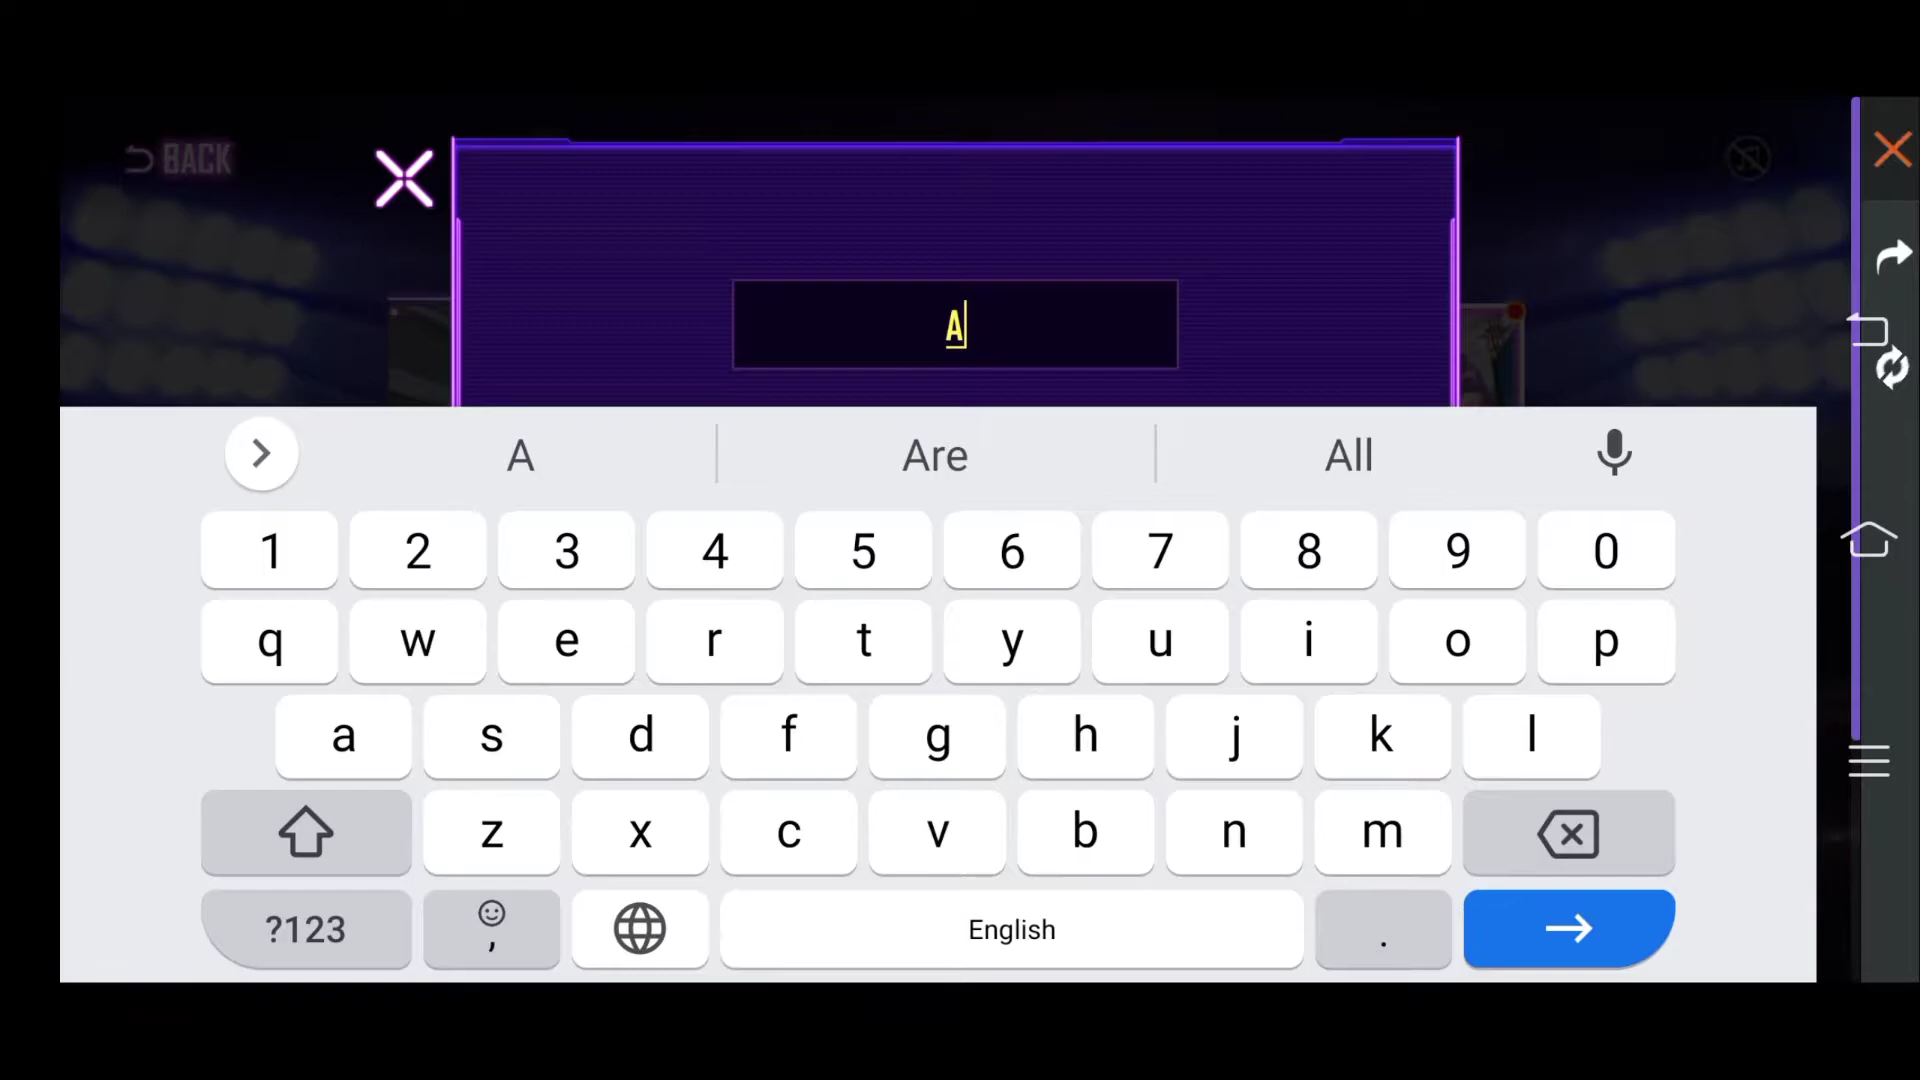 BACK
A
A Are All
1 2 3 4 5 6 7 8 9 0
q w e r t y u i o p
a s d f g h j k l
z x c v b n m
?123 , English .